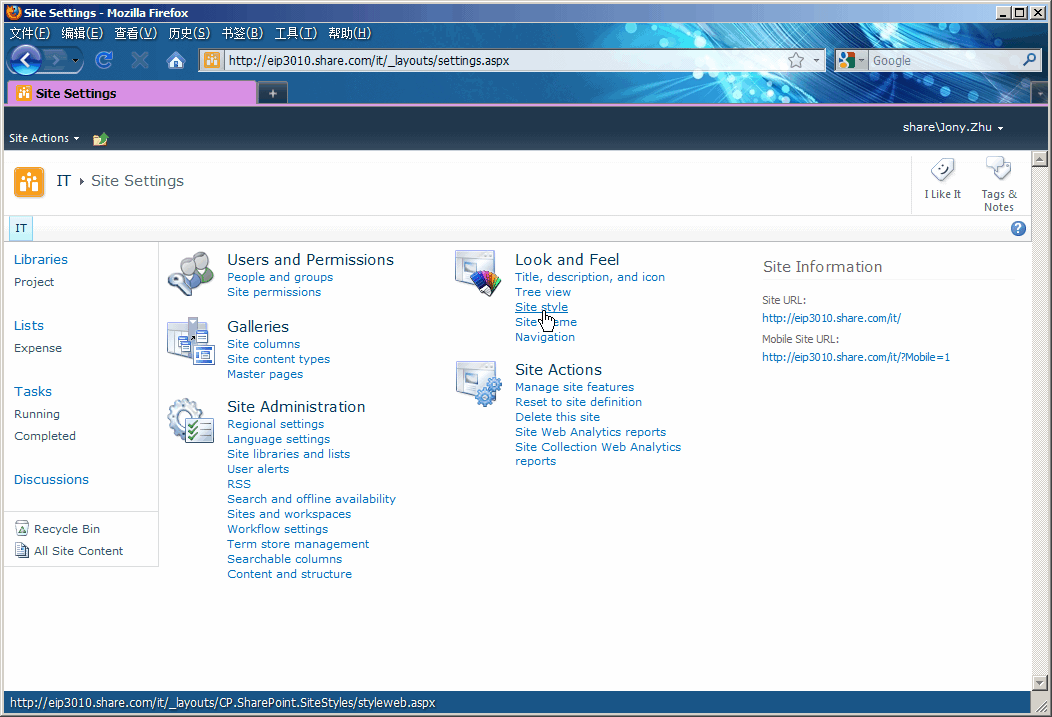 Site Settings - Mozilla Firefox
文件(F) 编辑(E) 查看(V) 历史(S) 书签(B) 工具(T) 帮助(H)
http://eip3010.share.com/it/_layouts/settings.aspx
Google
Site Settings
share\Jony.Zhu
Site Actions
IT Site Settings
I Like It
Tags &
Notes
IT
Libraries
Project
Lists
Expense
Tasks
Running
Completed
Discussions
Recycle Bin
All Site Content
Users and Permissions
People and groups
Site permissions
Galleries
Site columns
Site content types
Master pages
Site Administration
Regional settings
Language settings
Site libraries and lists
User alerts
RSS
Search and offline availability
Sites and workspaces
Workflow settings
Term store management
Searchable columns
Content and structure
Look and Feel
Title, description, and icon
Tree view
Site style
Site theme
Navigation
Site Actions
Manage site features
Reset to site definition
Delete this site
Site Web Analytics reports
Site Collection Web Analytics
reports
Site Information
Site URL:
http://eip3010.share.com/it/
Mobile Site URL:
http://eip3010.share.com/it/?Mobile=1
http://eip3010.share.com/it/_layouts/CP.SharePoint.SiteStyles/styleweb.aspx